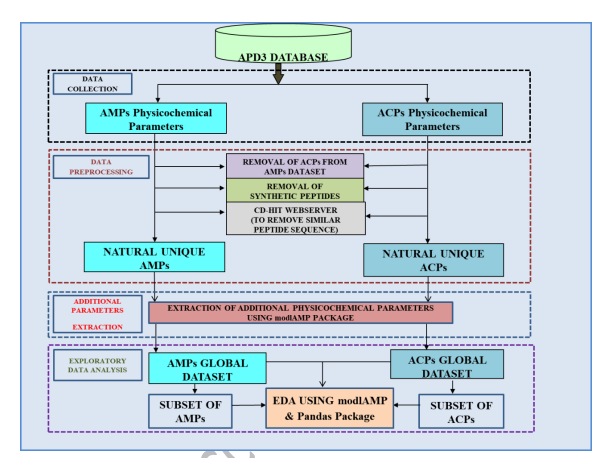 APD3 DATABASE
DATA
COLLECTION
AMPs Physicochemical
Parameters
ACPs Physicochemical
Parameters
DATA
PREPROCESSING
REMOVAL OF ACPs FROM
AMPs DATASET
REMOVAL OF
SYNTHETIC PEPTIDES
CD-HIT WEBSERVER
(TO REMOVE SIMILAR
PEPTIDE SEQUENCE)
NATURAL UNIQUE
AMPs
NATURAL UNIQUE
ACPs
ADDITIONAL
PARAMETERS
EXTRACTION
EXTRACTION OF ADDITIONAL PHYSICOCHEMICAL PARAMETERS
USING modlAMP PACKAGE
EXPLORATORY
DATA ANALYSIS
AMPs GLOBAL
DATASET
ACPs GLOBAL
DATASET
SUBSET OF
AMPs
EDA USING modlAMP
& Pandas Package
SUBSET OF
ACPs